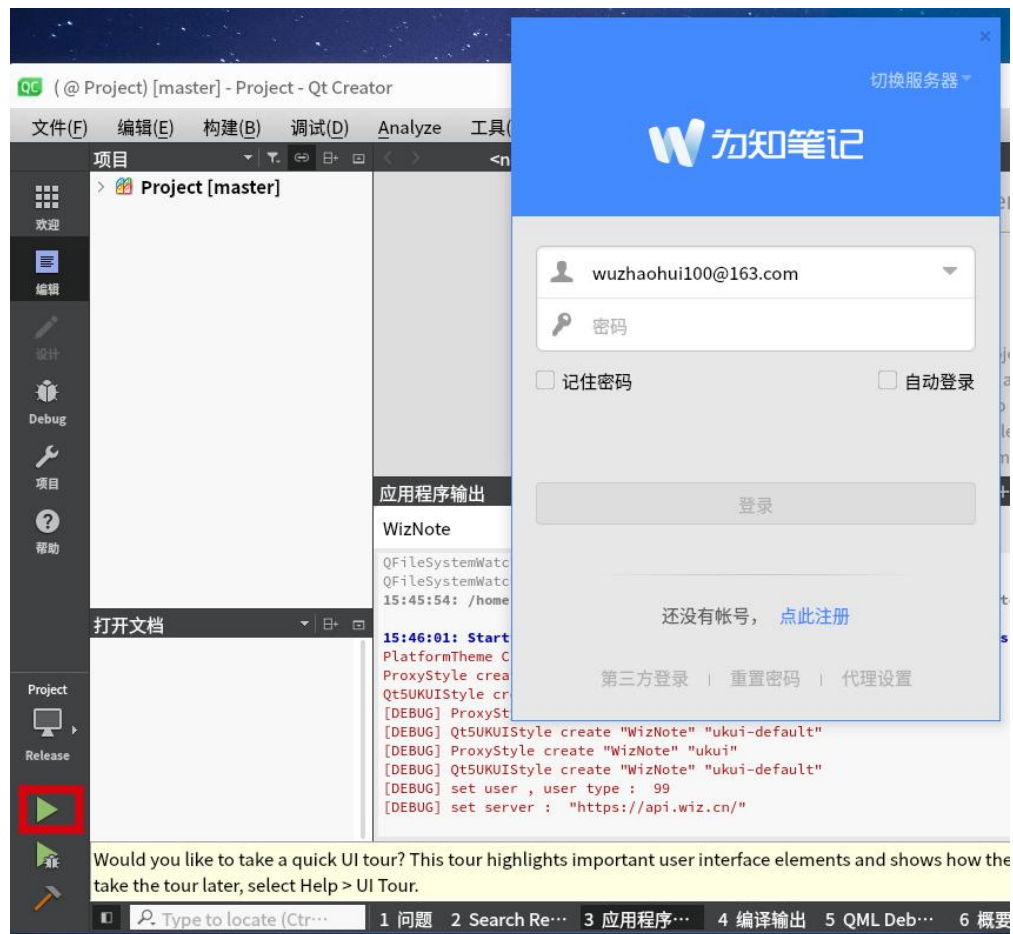 ( @ Project) [master] - Project - Qt Creator
文件(F) 编辑(E) 构建(B) 调试(D) Analyze 工具(
项目
<n
Project [master]
欢迎
编辑
设计
Debug
项目
帮助
打开文档
Project
Release
切换服务器
为知笔记
wuzhaohui100@163.com
密码
记住密码 自动登录
登录
还没有帐号， 点此注册
第三方登录 | 重置密码 | 代理设置
应用程序输出
WizNote
QFileSystemWatc
QFileSystemWatc
15:45:54: /home
15:46:01: Start
PlatformTheme C
ProxyStyle crea
Qt5UKUIStyle cr
[DEBUG] ProxySt
[DEBUG] Qt5UKUIStyle create "WizNote" "ukui-default"
[DEBUG] ProxyStyle create "WizNote" "ukui"
[DEBUG] Qt5UKUIStyle create "WizNote" "ukui-default"
[DEBUG] set user , user type :  99
[DEBUG] set server :  "https://api.wiz.cn/"
Would you like to take a quick UI tour? This tour highlights important user interface elements and shows how the
take the tour later, select Help > UI Tour.
Type to locate (Ctr… 1 问题 2 Search Re… 3 应用程序… 4 编译输出 5 QML Deb… 6 概要